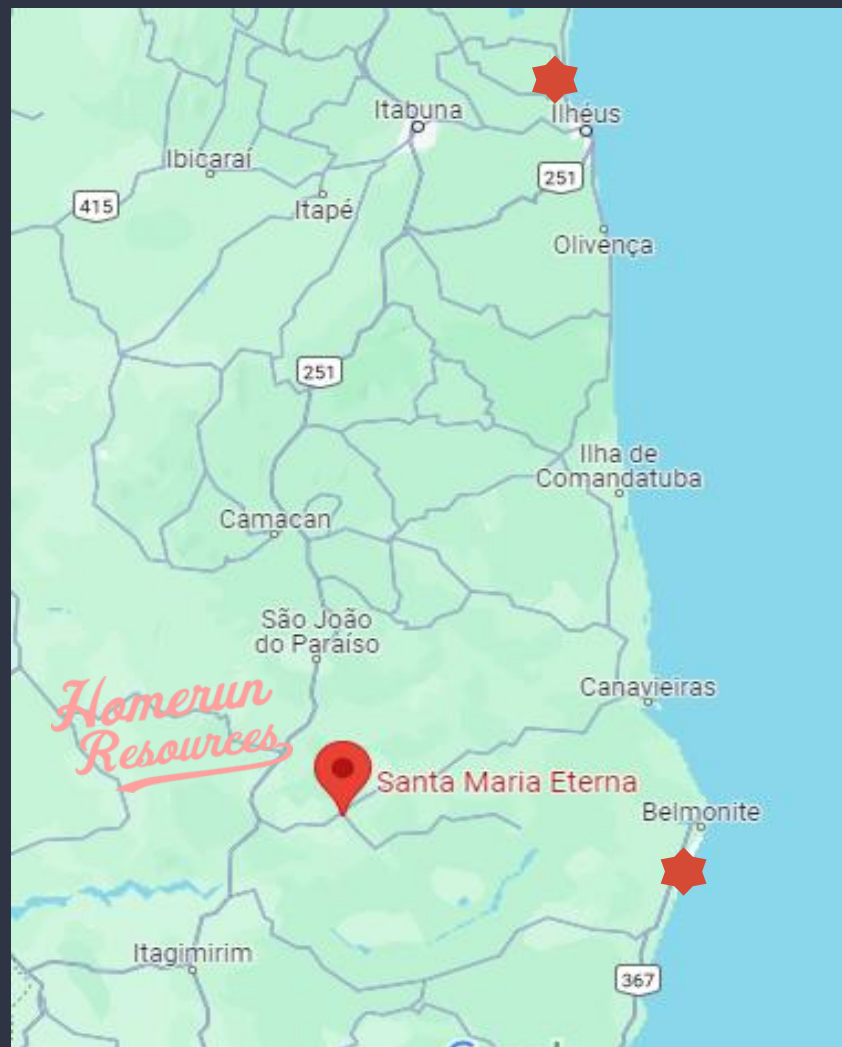 Itabuna
Ilhéus
Ibicaraí
251
415
Itapé
Olivença
251
Ilha de
Comandatuba
Camacan
São João
do Paraíso
Homerun
Resources
Canavieiras
Santa Maria Eterna
Belmonite
Itagimirim
367